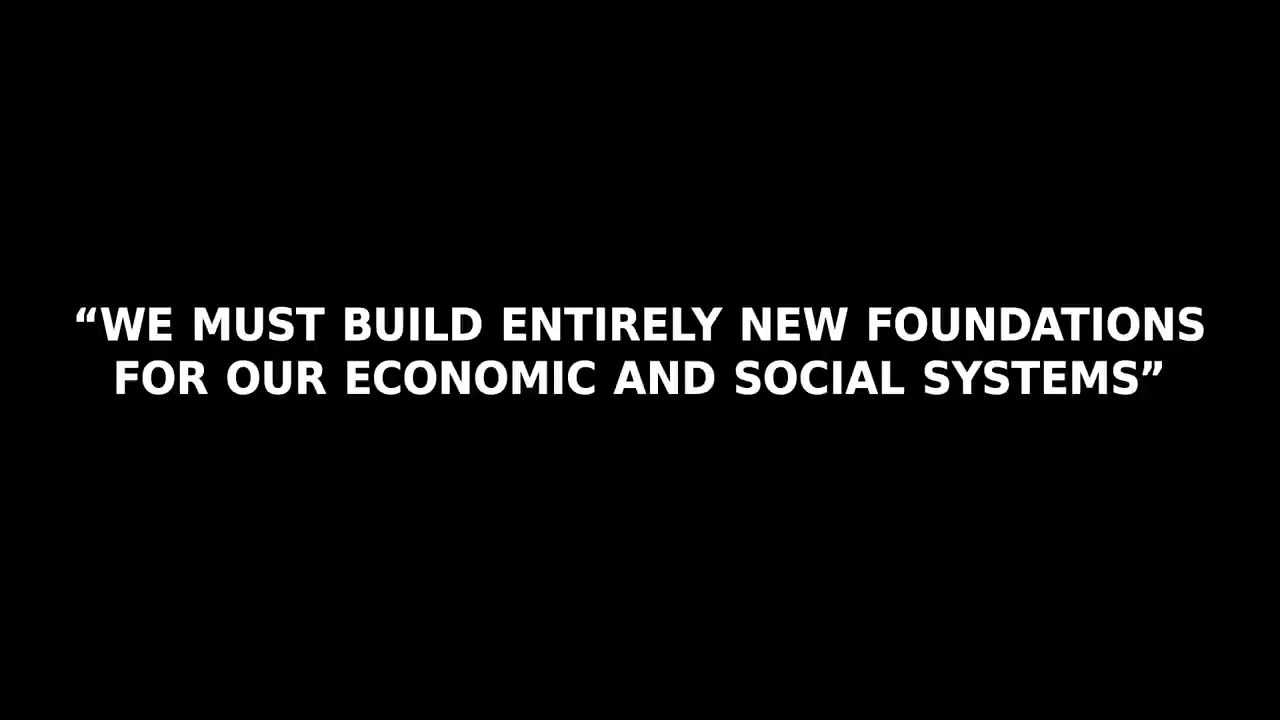 “WE MUST BUILD ENTIRELY NEW FOUNDATIONS
FOR OUR ECONOMIC AND SOCIAL SYSTEMS”